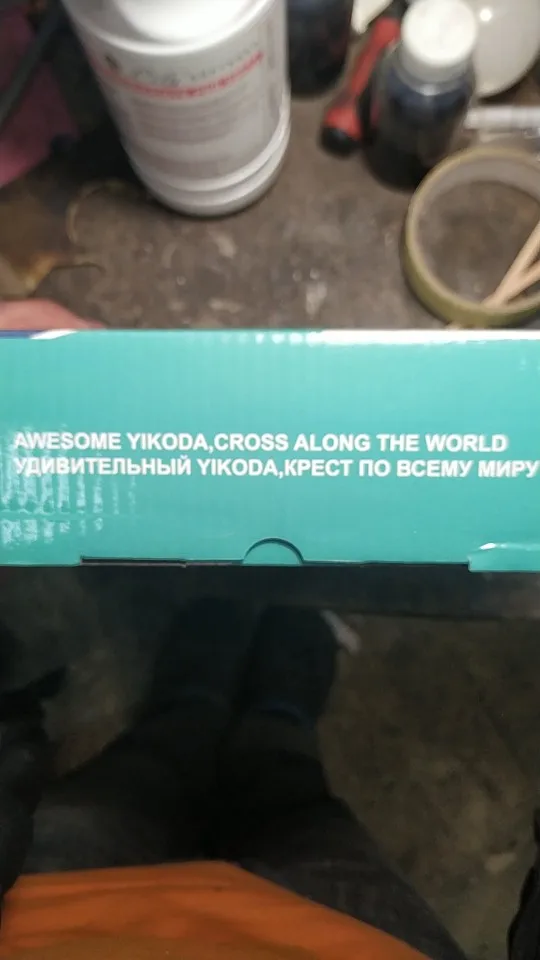 AWESOME YIKODA,CROSS ALONG THE WORLD
УДИВИТЕЛЬНЫЙ YIKODA,КРЕСТ ПО ВСЕМУ МИРУ